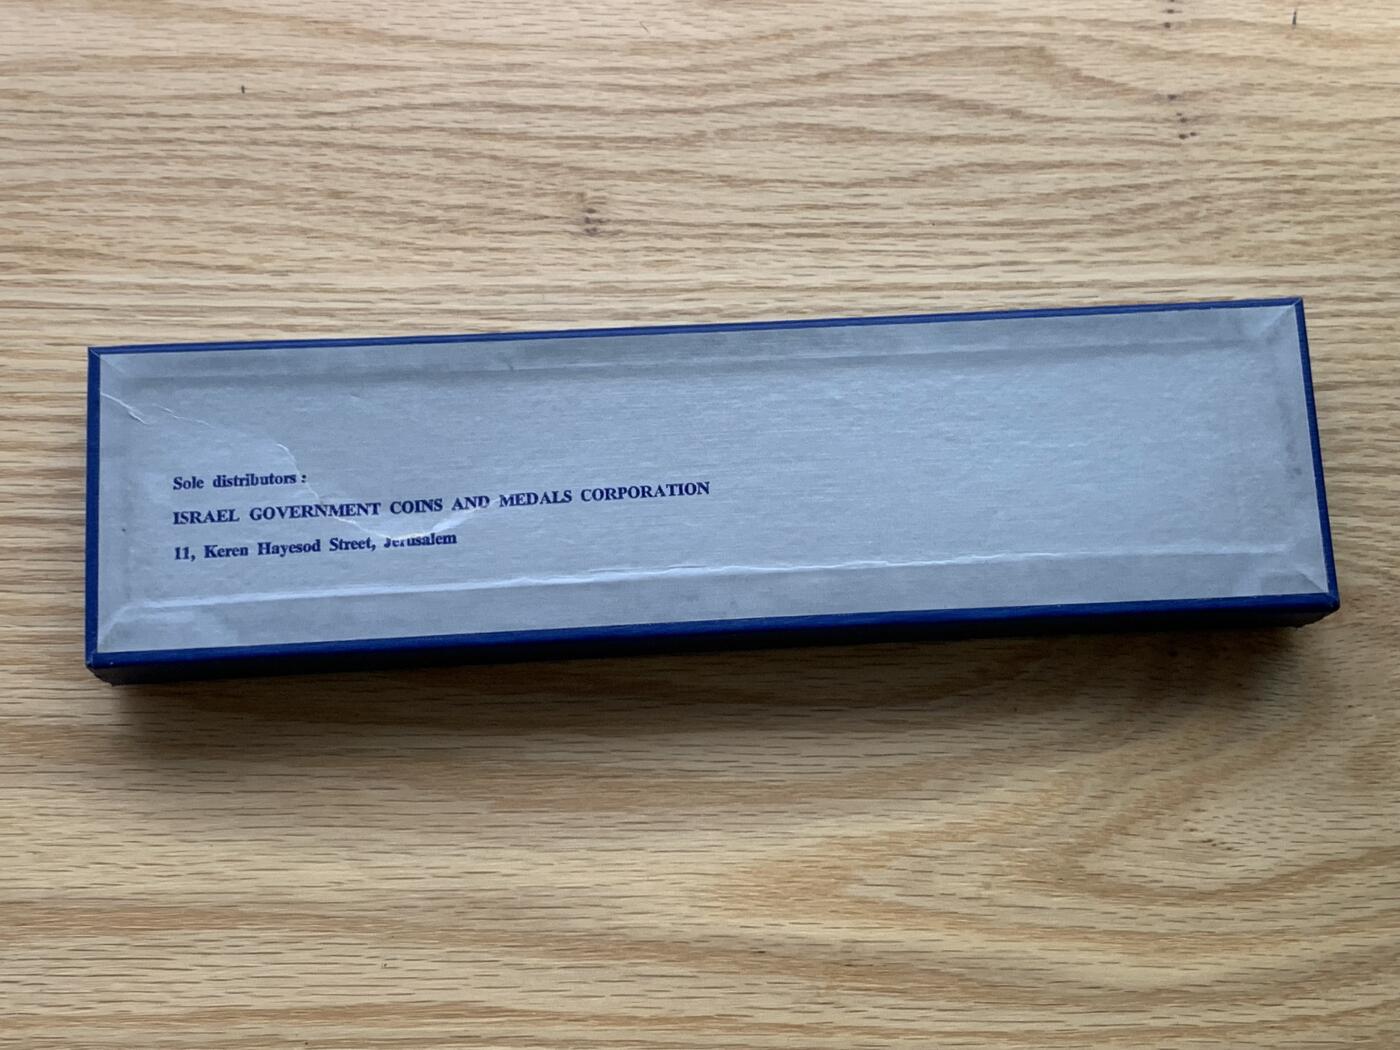 Sole distributors :
ISRAEL GOVERNMENT COINS AND MEDALS CORPORATION
11, Keren Hayesod Street, Jerusalem